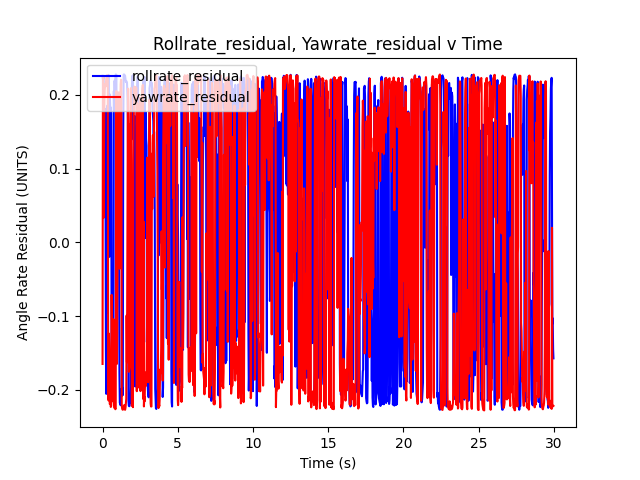 Rollrate_residual, Yawrate_residual v Time
rollrate_residual
yawrate_residual
Angle Rate Residual (UNITS)
0.2
0.1
0.0
−0.1
−0.2
0 5 10 15 20 25 30
Time (s)